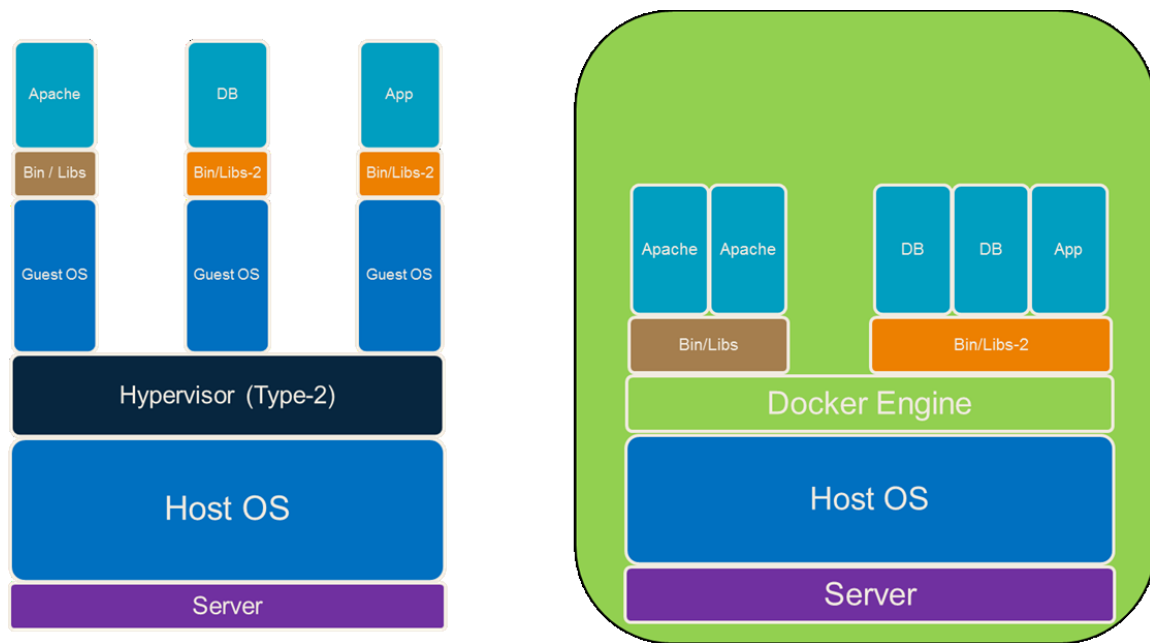 Apache
DB
App
Bin / Libs
Bin/Libs-2
Bin/Libs-2
Guest OS
Guest OS
Guest OS
Hypervisor (Type-2)
Host OS
Server
Apache
Apache
DB
DB
App
Bin/Libs
Bin/Libs-2
Docker Engine
Host OS
Server